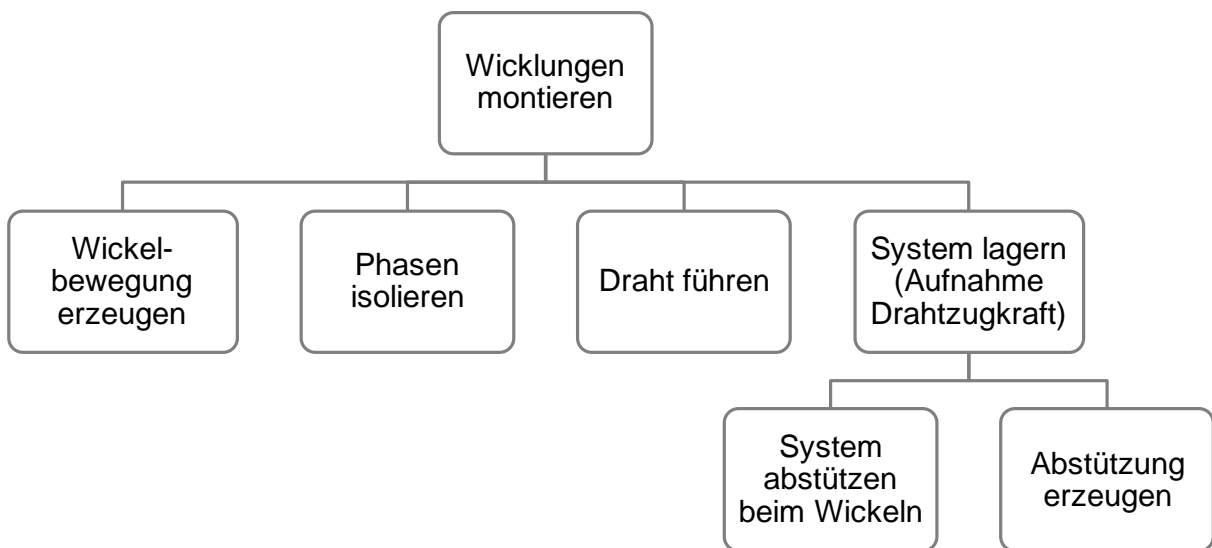 Wicklungen
montieren
Wickel-
bewegung
erzeugen
Phasen
isolieren
Draht führen
System lagern
(Aufnahme
Drahtzugkraft)
System
abstützen
beim Wickeln
Abstützung
erzeugen